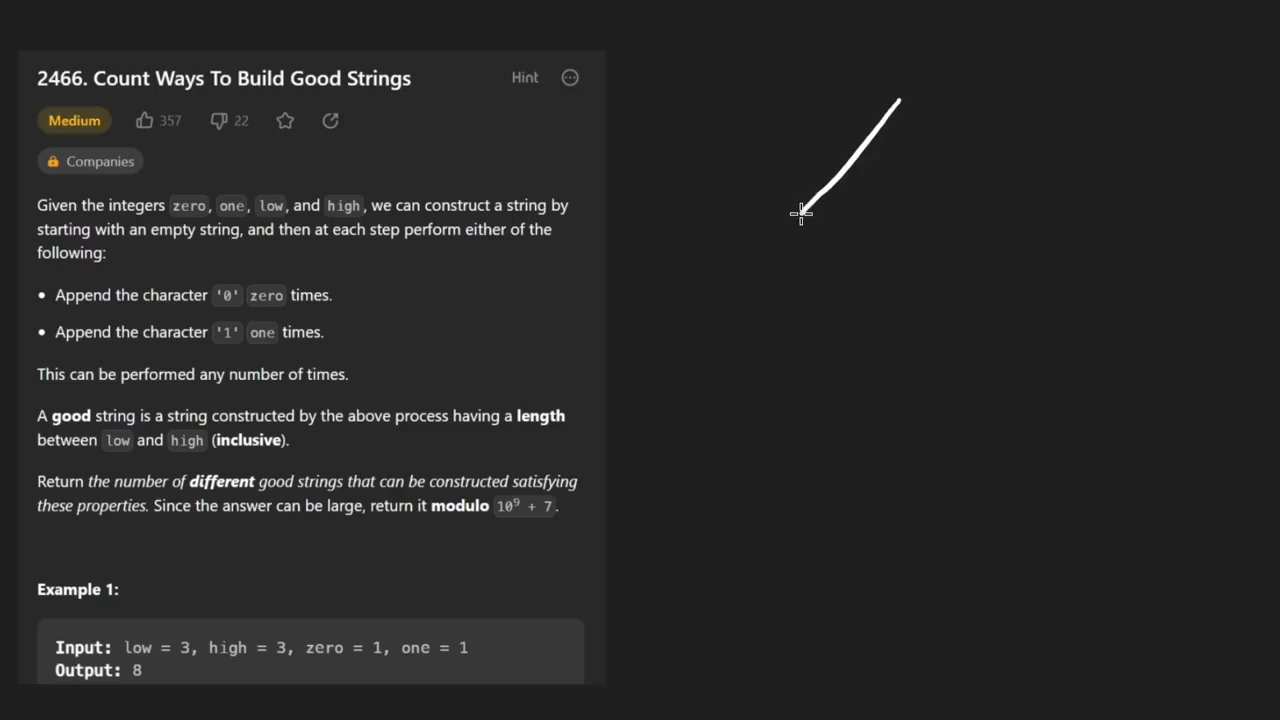 2466. Count Ways To Build Good Strings
Hint
Medium 357 22
Companies
Given the integers zero, one, low, and high, we can construct a string by
starting with an empty string, and then at each step perform either of the
following:
• Append the character '0' zero times.
• Append the character '1' one times.
This can be performed any number of times.
A good string is a string constructed by the above process having a length
between low and high (inclusive).
Return the number of different good strings that can be constructed satisfying
these properties. Since the answer can be large, return it modulo 10⁹ + 7.
Example 1:
Input: low = 3, high = 3, zero = 1, one = 1
Output: 8